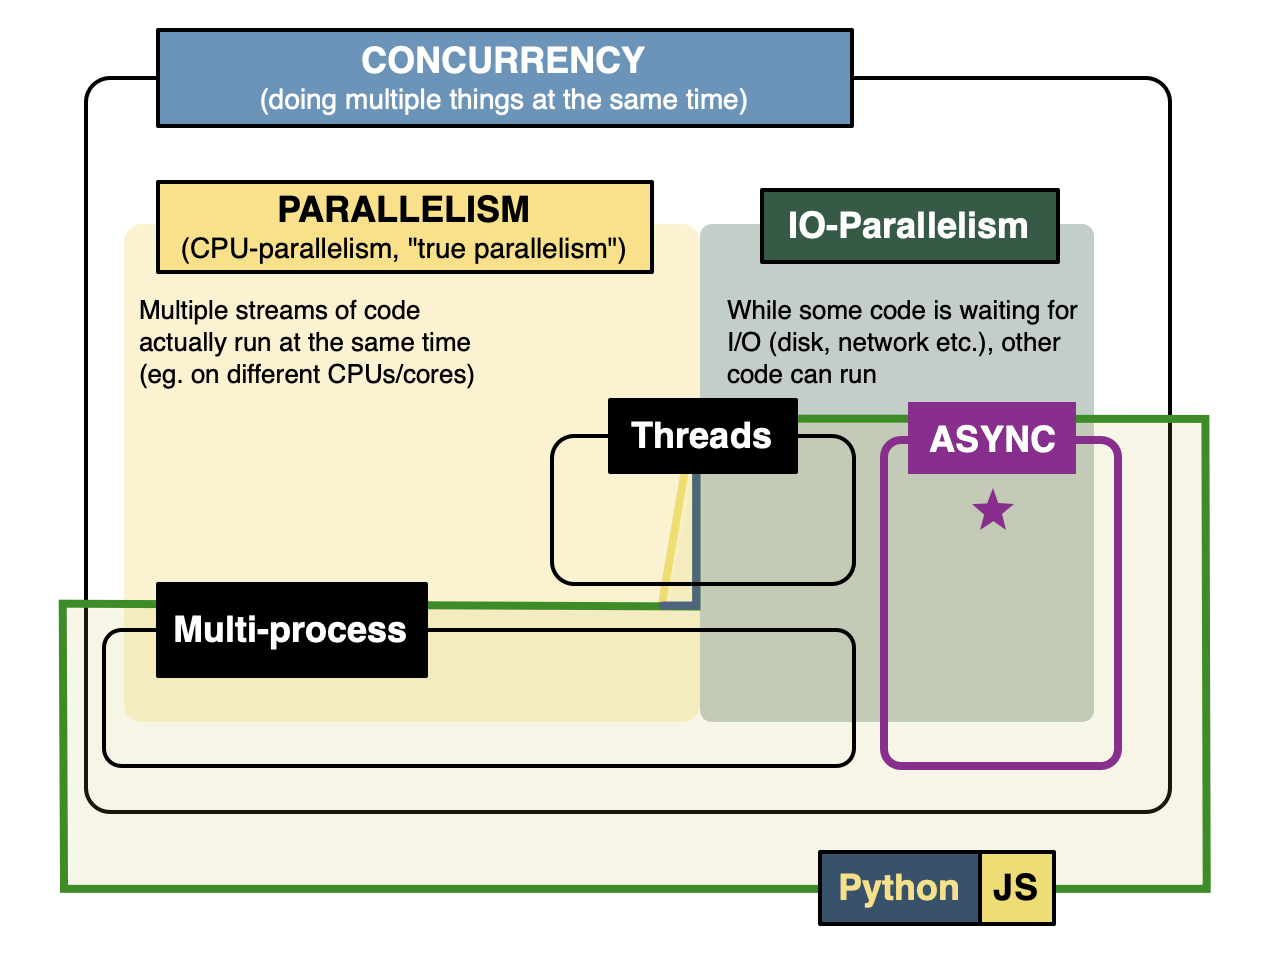 CONCURRENCY
(doing multiple things at the same time)
PARALLELISM
(CPU-parallelism, "true parallelism")
IO-Parallelism
Multiple streams of code
actually run at the same time
(eg. on different CPUs/cores)
While some code is waiting for
I/O (disk, network etc.), other
code can run
Threads
ASYNC
Multi-process
Python
JS